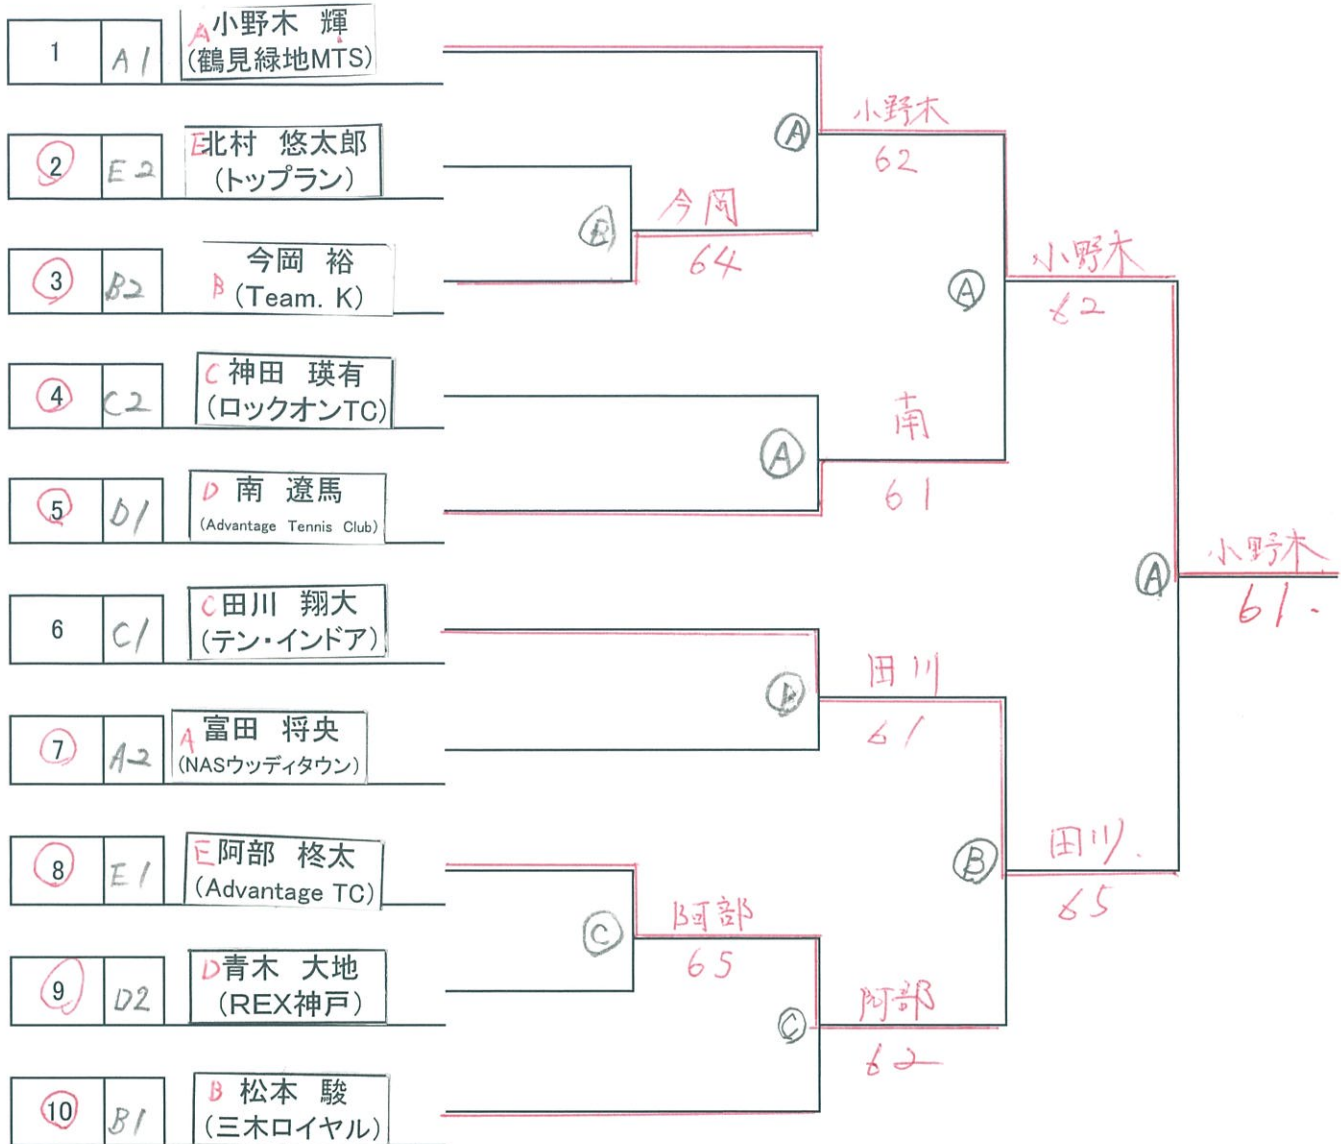 1 A1 A 小野木 輝
(鶴見緑地MTS)
2 E2 E 北村 悠太郎
(トップラン)
3 B2 今岡 裕
B (Team. K)
4 C2 C 神田 瑛有
(ロックオンTC)
5 D1 D 南 遼馬
(Advantage Tennis Club)
6 C1 C 田川 翔大
(テン・インドア)
7 A2 A 富田 将央
(NASウッディタウン)
8 E1 E 阿部 柊太
(Advantage TC)
9 D2 D 青木 大地
(REX神戸)
10 B1 B 松本 駿
(三木ロイヤル)
B 今岡
64
C 阿部
65
A 小野木
62
A 南
61
田川
61
C 阿部
62
A 小野木
62
B 田川.
65
A 小野木.
61.